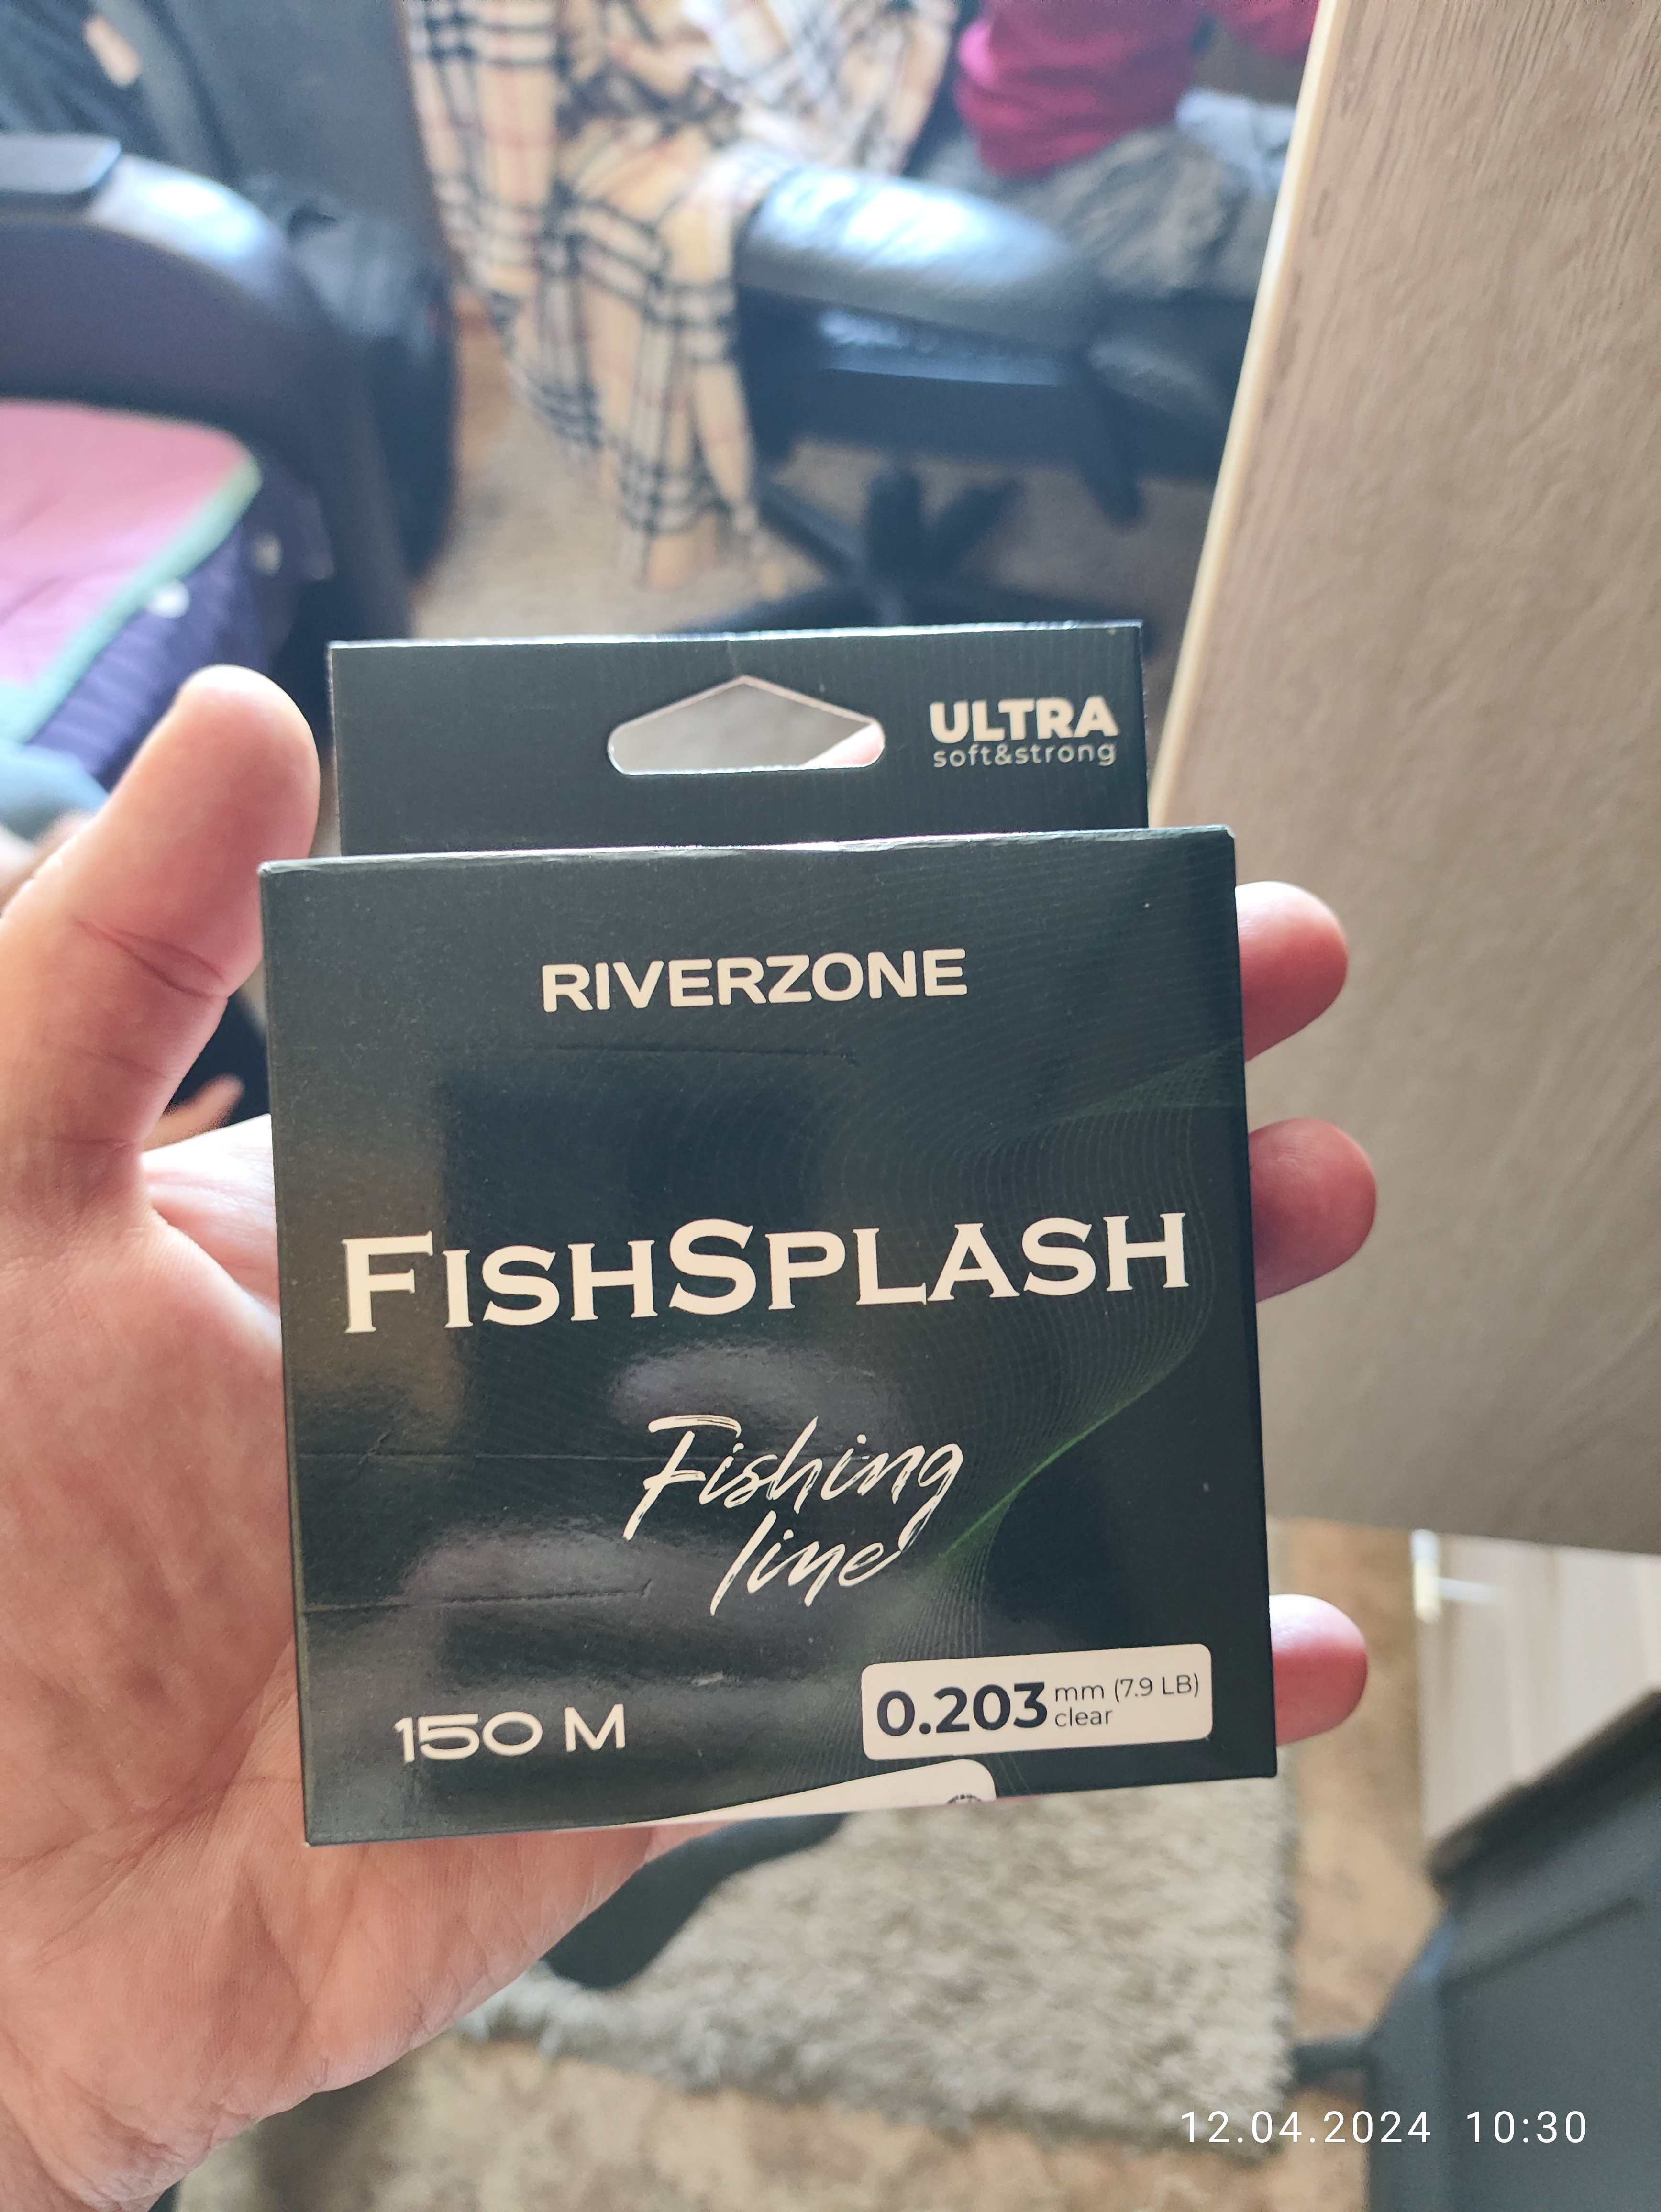 ULTRA
soft&strong
RIVERZONE
FISHSPLASH
Fishing
line
150 M
0.203 mm (7.9 LB)
clear
12.04.2024 10:30